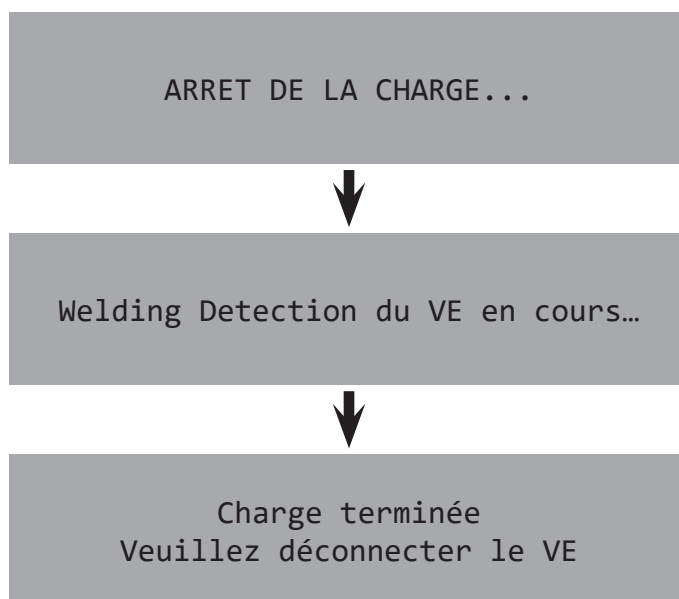 ARRET DE LA CHARGE...
Welding Detection du VE en cours…
Charge terminée
Veuillez déconnecter le VE